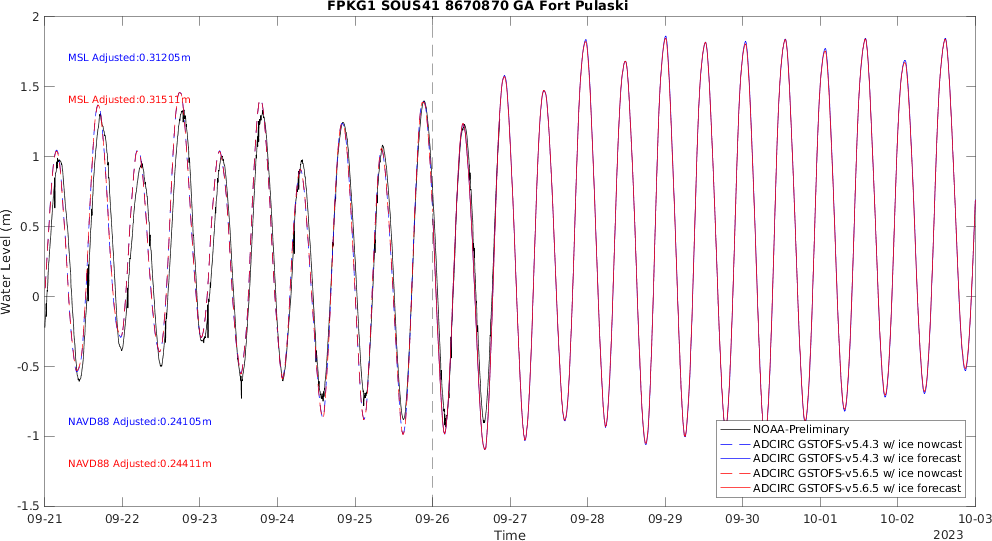 FPKG1 SOUS41 8670870 GA Fort Pulaski
2
1.5
1
0.5
0
-0.5
-1
-1.5
Water Level (m)
MSL Adjusted:0.31205m
MSL Adjusted:0.31511m
NAVD88 Adjusted:0.24105m
NAVD88 Adjusted:0.24411m
NOAA-Preliminary
ADCIRC GSTOFS-v5.4.3 w/ ice nowcast
ADCIRC GSTOFS-v5.4.3 w/ ice forecast
ADCIRC GSTOFS-v5.6.5 w/ ice nowcast
ADCIRC GSTOFS-v5.6.5 w/ ice forecast
09-21 09-22 09-23 09-24 09-25 09-26 09-27 09-28 09-29 09-30 10-01 10-02 10-03
Time
2023